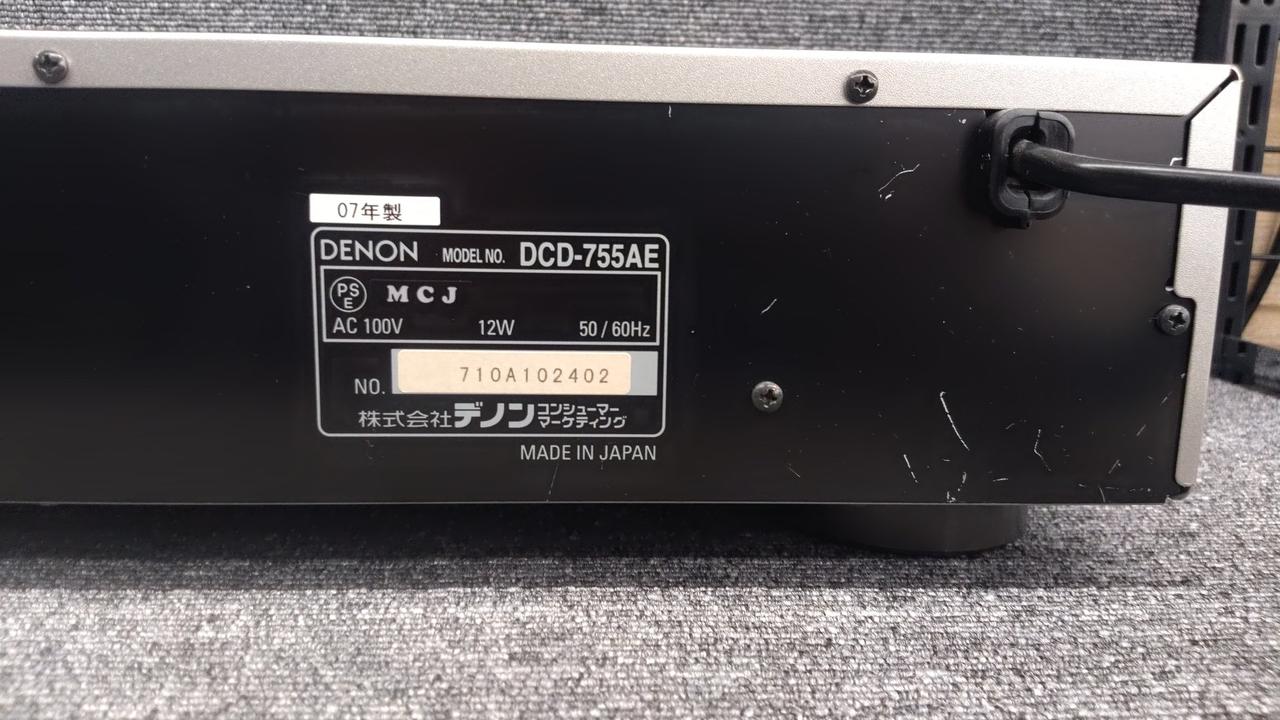 07年製
DENON MODEL NO. DCD-755AE
PSE MCJ
AC 100V 12W 50/60Hz
NO. 710A102402
株式会社デノン コンシューマー
マーケティング
MADE IN JAPAN